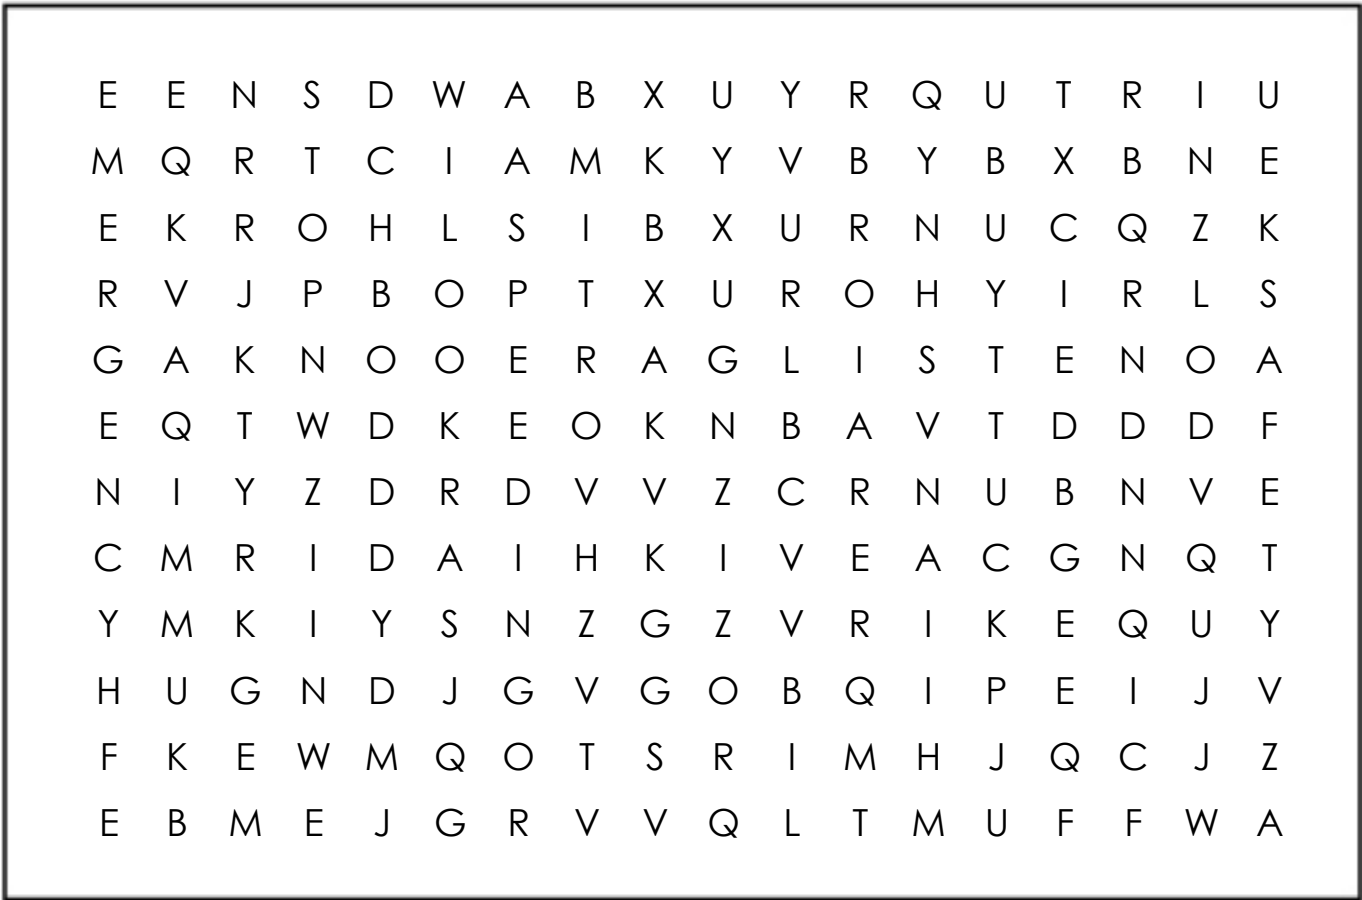 E E N S D W A B X U Y R Q U T R I U
M Q R T C I A M K Y V B Y B X B N E
E K R O H L S I B X U R N U C Q Z K
R V J P B O P T X U R O H Y I R L S
G A K N O O E R A G L I S T E N O A
E Q T W D K E O K N B A V T D D D F
N I Y Z D R D V V Z C R N U B N V E
C M R I D A I H K I V E A C G N Q T
Y M K I Y S N Z G Z V R I K E Q U Y
H U G N D J G V G O B Q I P E I J V
F K E W M Q O T S R I M H J Q C J Z
E B M E J G R V V Q L T M U F F W A